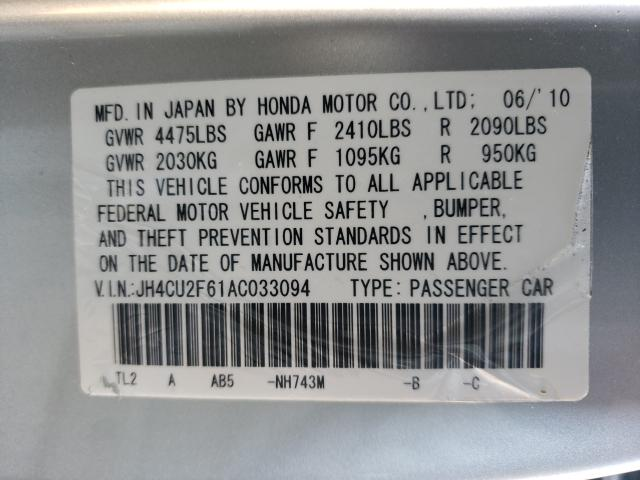 MFD. IN JAPAN BY HONDA MOTOR CO.,LTD; 06/'10
GVWR 4475LBS GAWR F 2410LBS R 2090LBS
GVWR 2030KG GAWR F 1095KG R 950KG
THIS VEHICLE CONFORMS TO ALL APPLICABLE
FEDERAL MOTOR VEHICLE SAFETY ,BUMPER,
AND THEFT PREVENTION STANDARDS IN EFFECT
ON THE DATE OF MANUFACTURE SHOWN ABOVE.
V.I.N.:JH4CU2F61AC033094 TYPE: PASSENGER CAR
TL2 A AB5 -NH743M -B -C